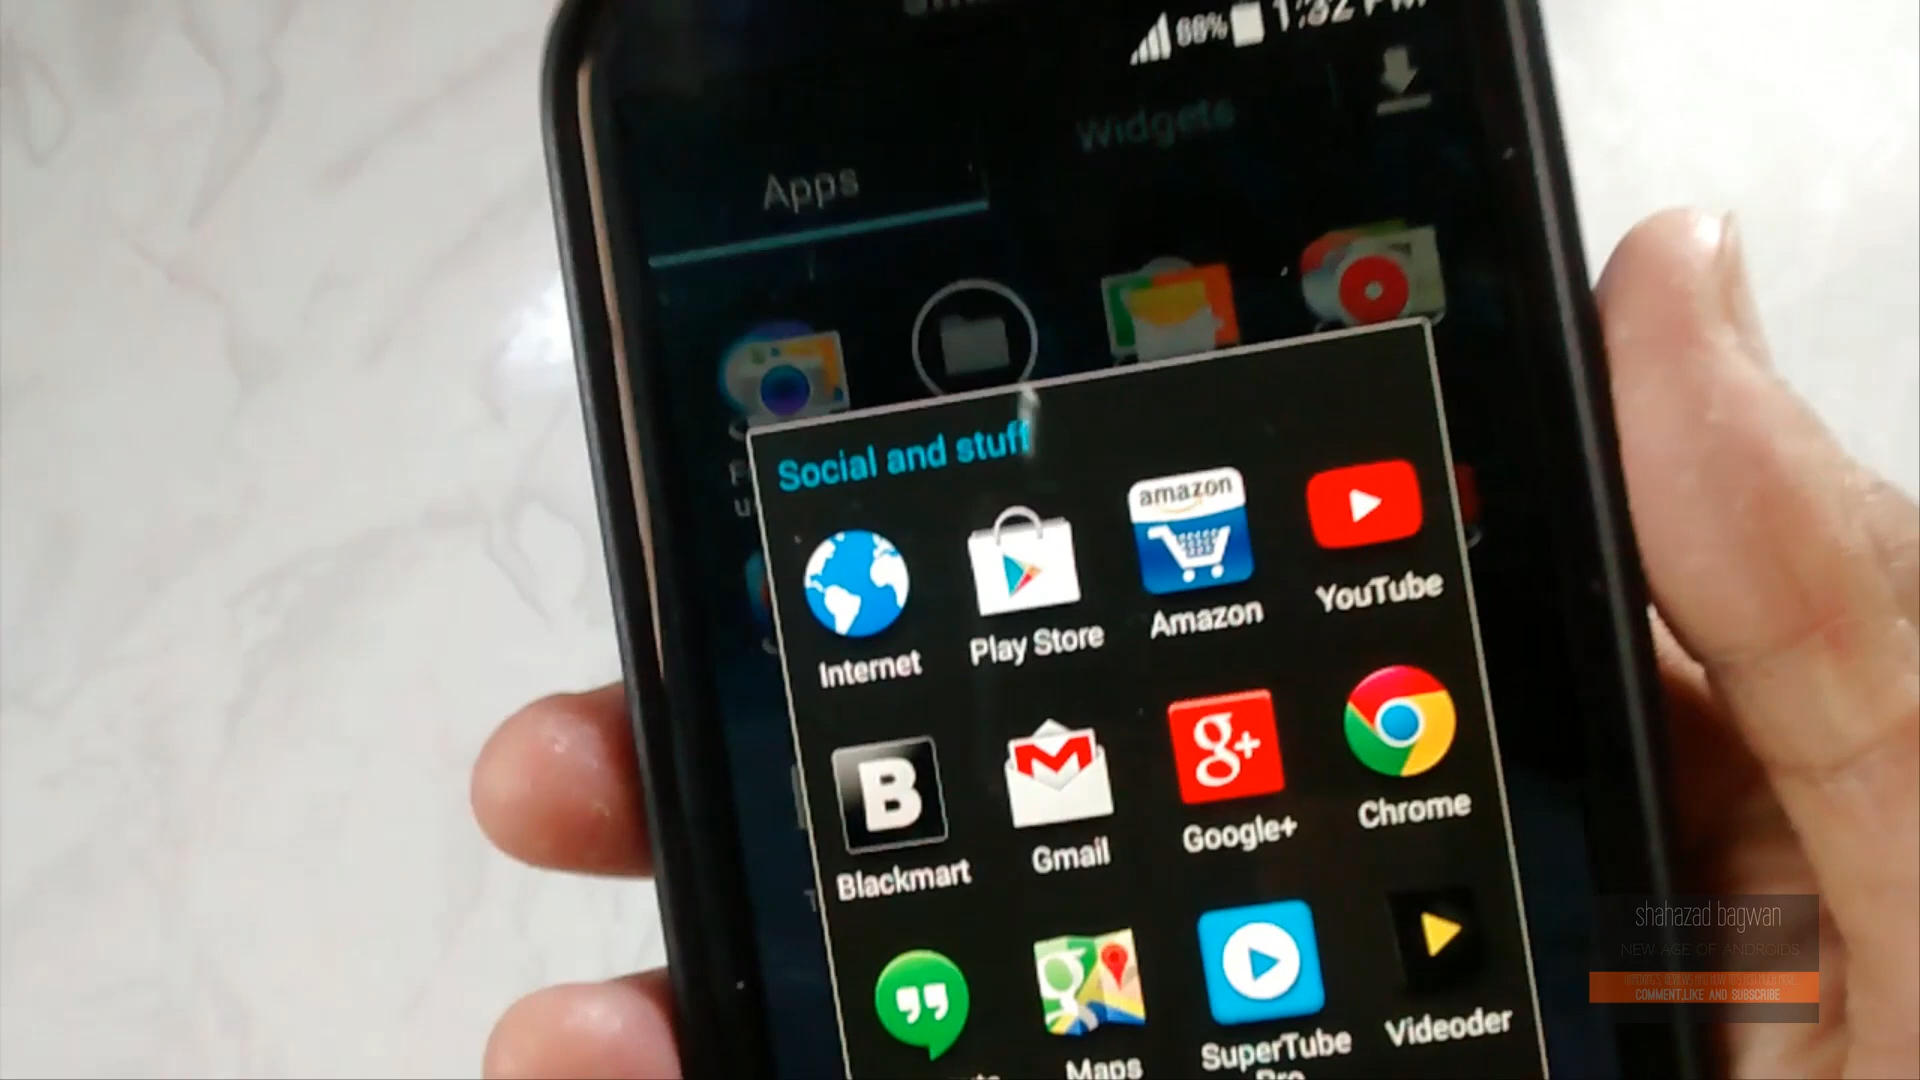 Widgets
Apps
Social and stuff
amazon
Internet
Play Store
Amazon
YouTube
B
g+
Blackmart
Gmail
Google+
Chrome
g
Maps
SuperTube
Videoder
shahazad bagwan
NEW AGE OF ANDROIDS
COMMENT,LIKE AND SUBSCRIBE